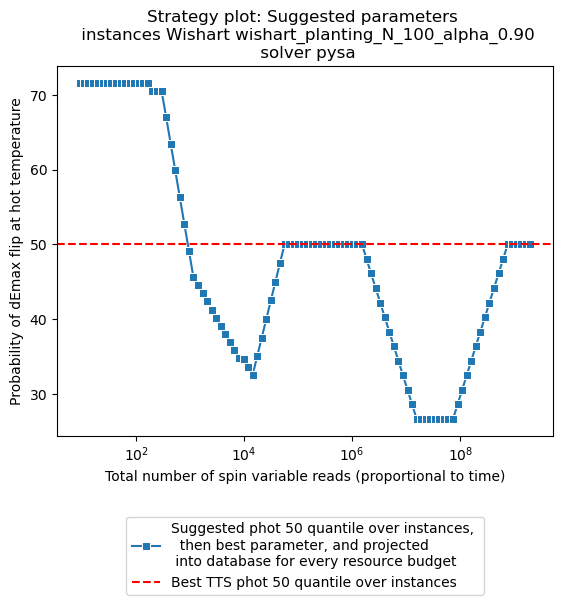 Strategy plot: Suggested parameters
instances Wishart wishart_planting_N_100_alpha_0.90
solver pysa
Probability of dEmax flip at hot temperature
70
60
50
40
30
10^2
10^4
10^6
10^8
Total number of spin variable reads (proportional to time)
Suggested phot 50 quantile over instances,
then best parameter, and projected
into database for every resource budget
Best TTS phot 50 quantile over instances